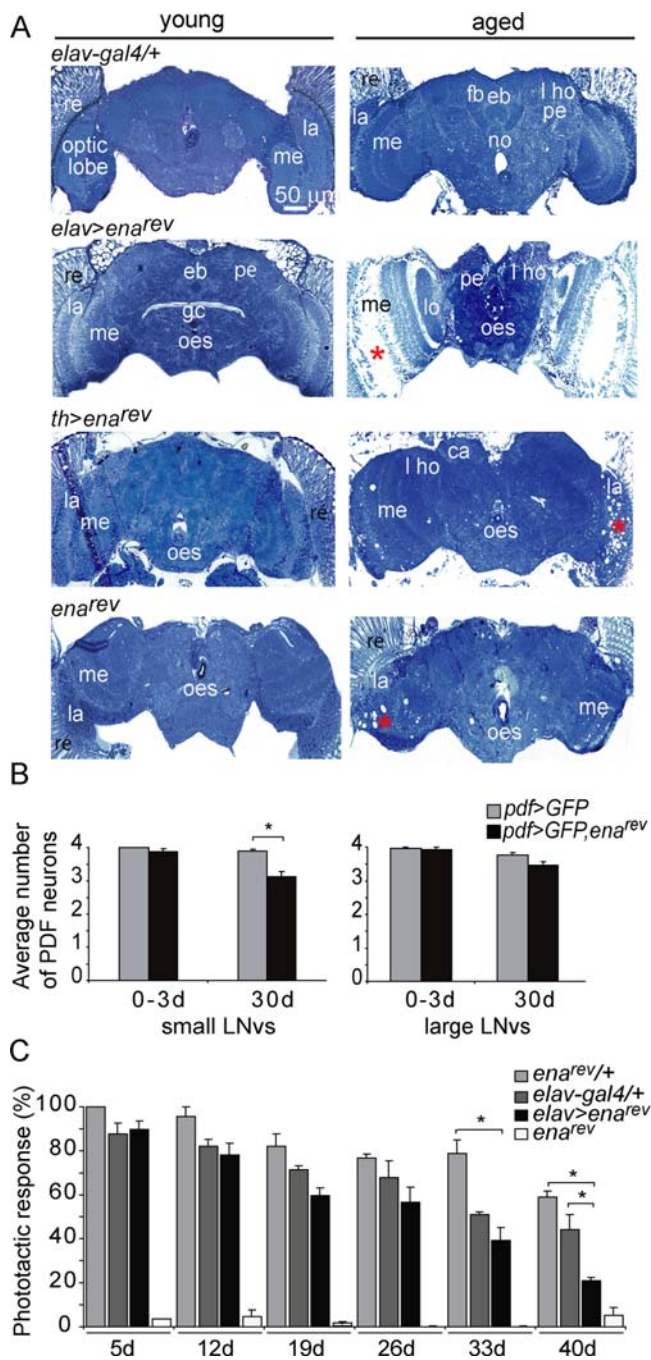 A
young aged
elav-gal4/+
re la optic lobe me 50 μm
fb eb l ho pe la me no
elav>ena^rev
re eb pe la me gc oes
me pe l ho lo oes
*
th>ena^rev
la me re oes
ca l ho la me oes
*
ena^rev
me oes la re
re la me oes
*
B
* pdf>GFP
pdf>GFP,ena^rev
Average number of PDF neurons
4 4
3 3
2 2
1 1
0 0
0-3d 30d 0-3d 30d
small LNvs large LNvs
C
ena^rev/+
elav-gal4/+
elav>ena^rev
ena^rev
Phototactic response (%)
100
80
60
40
20
0
* * *
5d 12d 19d 26d 33d 40d